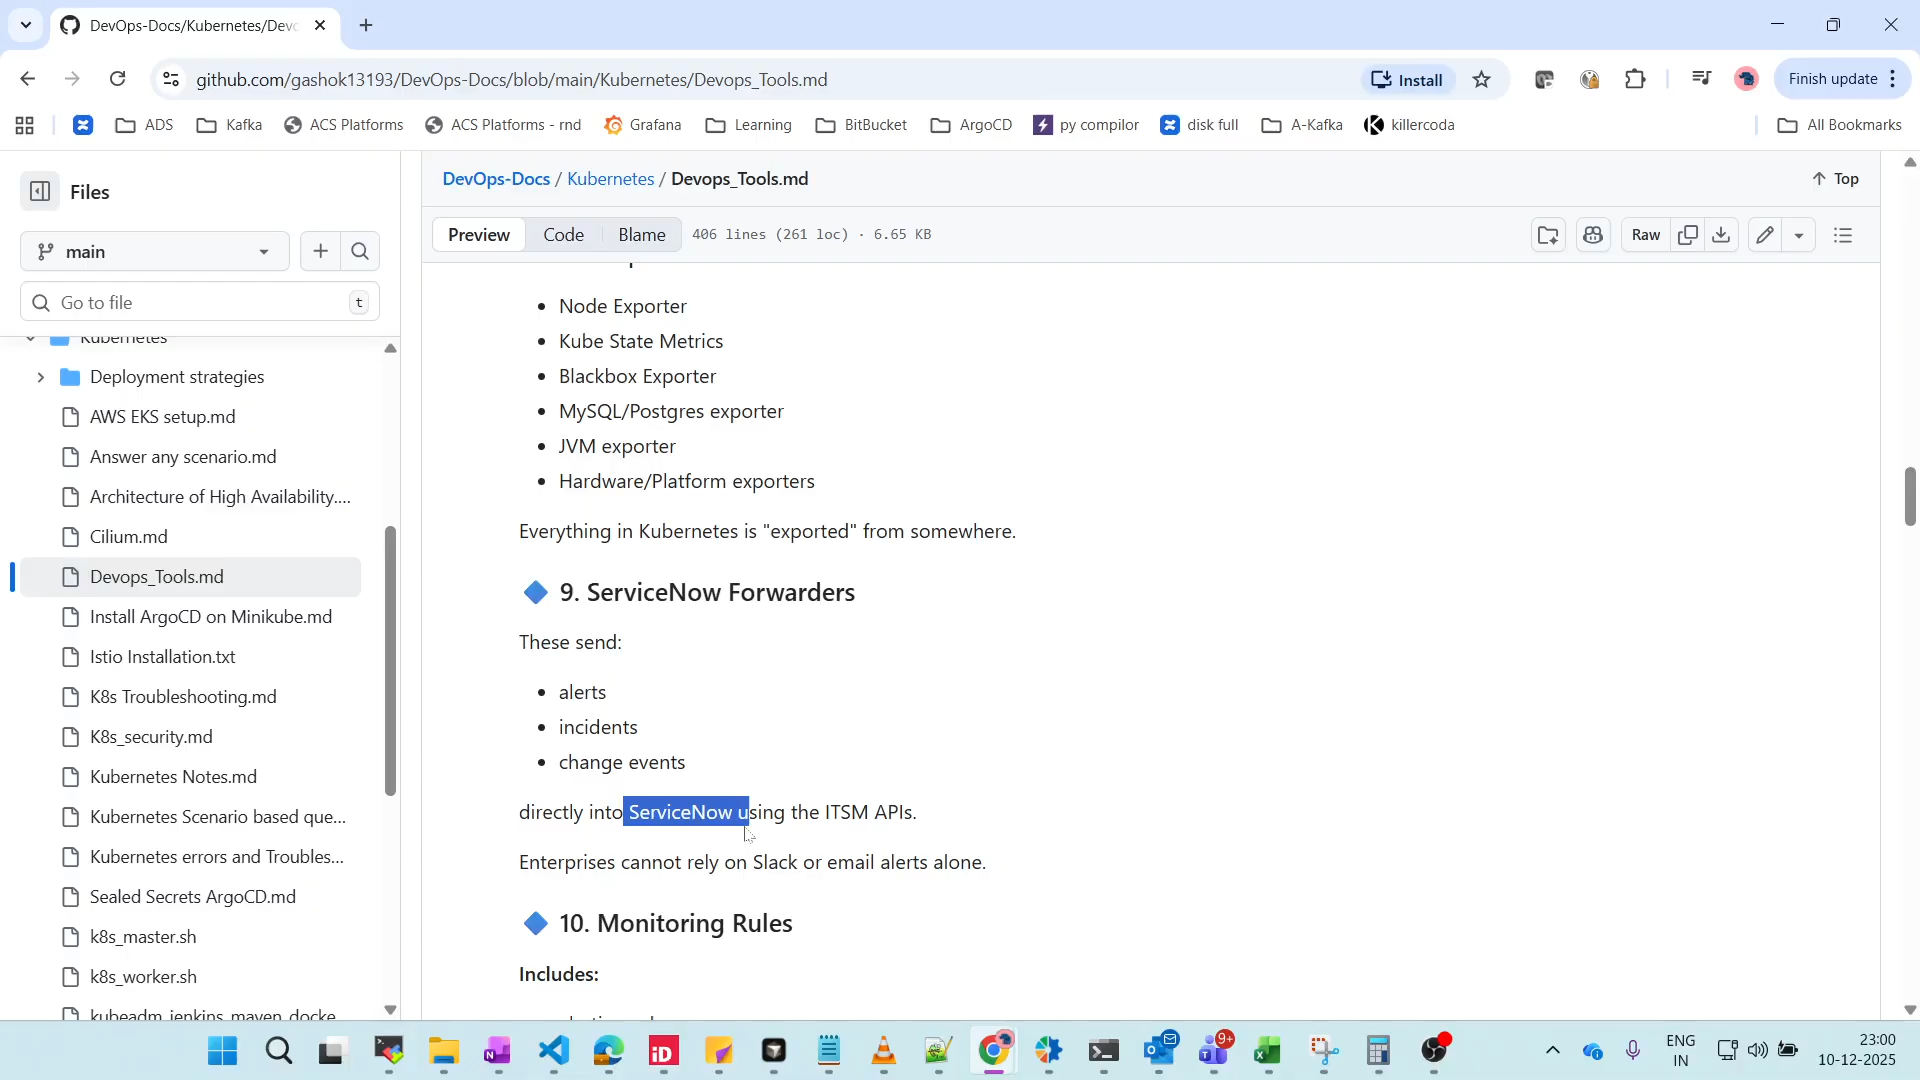 DevOps-Docs/Kubernetes/Devo
github.com/gashok13193/DevOps-Docs/blob/main/Kubernetes/Devops_Tools.md
Install
Finish update
ADS
Kafka
ACS Platforms
ACS Platforms - rnd
Grafana
Learning
BitBucket
ArgoCD
py compilor
disk full
A-Kafka
killercoda
All Bookmarks
Files
main
Go to file
t
Kubernetes
Deployment strategies
AWS EKS setup.md
Answer any scenario.md
Architecture of High Availability....
Cilium.md
Devops_Tools.md
Install ArgoCD on Minikube.md
Istio Installation.txt
K8s Troubleshooting.md
K8s_security.md
Kubernetes Notes.md
Kubernetes Scenario based que...
Kubernetes errors and Troubles...
Sealed Secrets ArgoCD.md
k8s_master.sh
k8s_worker.sh
kubeadm_jenkins_maven_docke...
DevOps-Docs / Kubernetes / Devops_Tools.md
Top
Preview
Code
Blame
406 lines (261 loc) · 6.65 KB
Raw
• Node Exporter
• Kube State Metrics
• Blackbox Exporter
• MySQL/Postgres exporter
• JVM exporter
• Hardware/Platform exporters
Everything in Kubernetes is "exported" from somewhere.
9. ServiceNow Forwarders
These send:
• alerts
• incidents
• change events
directly into ServiceNow using the ITSM APIs.
Enterprises cannot rely on Slack or email alerts alone.
10. Monitoring Rules
Includes:
9+
ENG
IN
23:00
10-12-2025